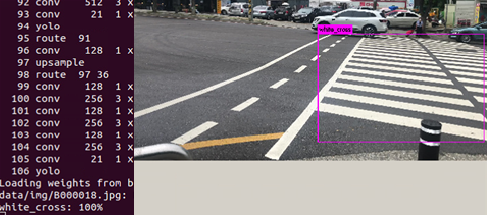 92 conv 512 3 x
93 conv 21 1 x
94 yolo
95 route 91
96 conv 128 1 x
97 upsample
98 route 97 36
99 conv 128 1 x
100 conv 256 3 x
101 conv 128 1 x
102 conv 256 3 x
103 conv 128 1 x
104 conv 256 3 x
105 conv 21 1 x
106 yolo
Loading weights from b
data/img/B000018.jpg:
white_cross: 100%
white_cross